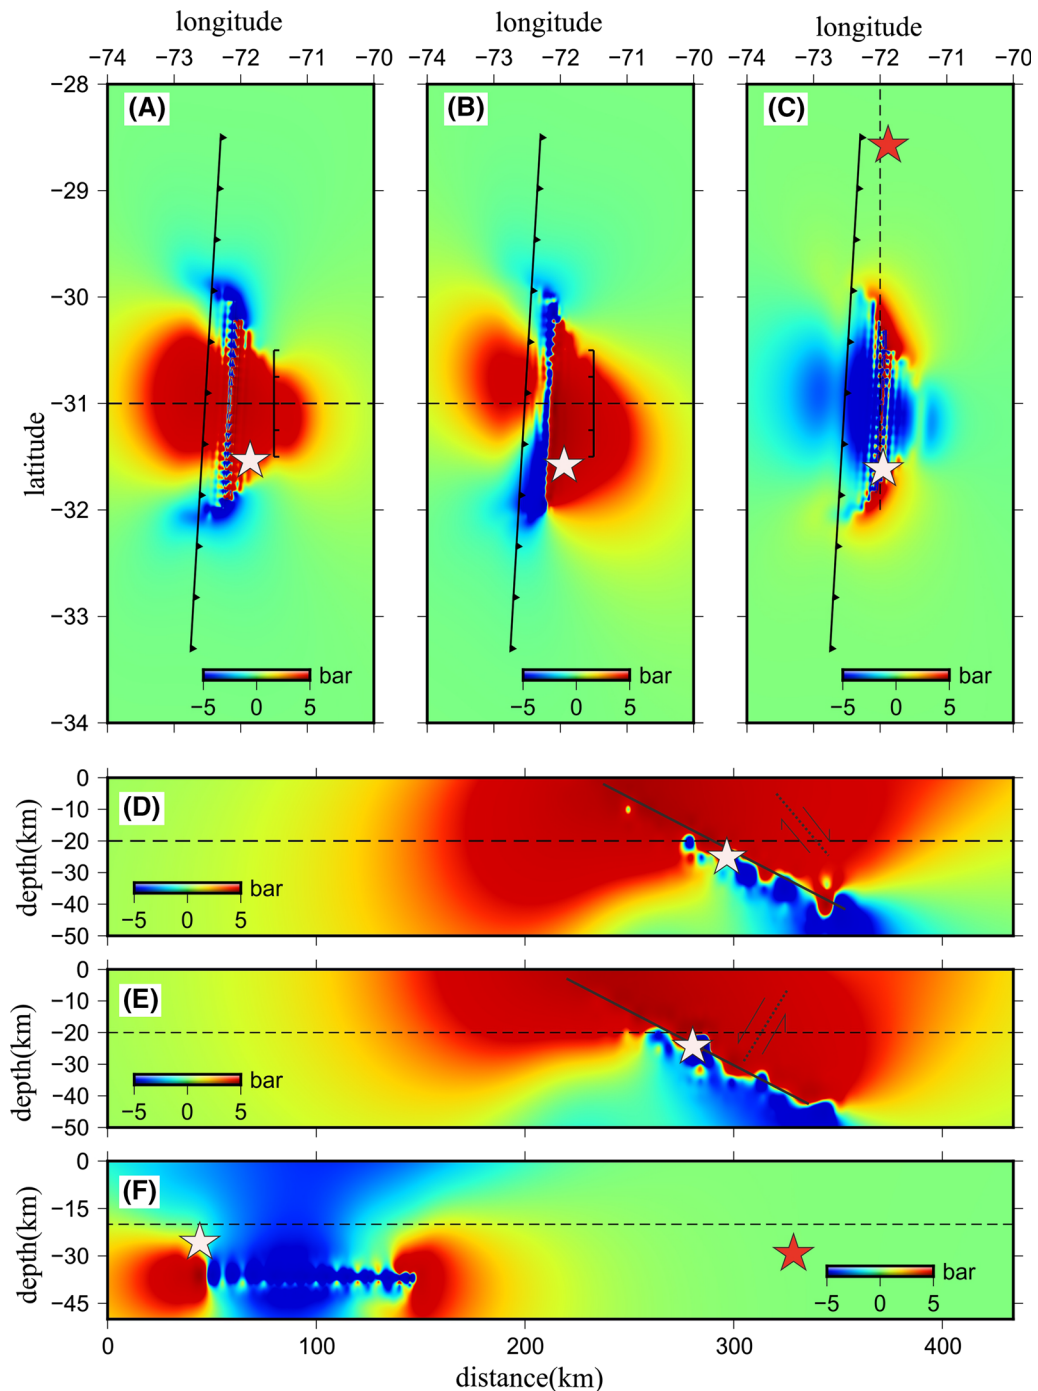 longitude longitude longitude
−74 −73 −72 −71 −70 −74 −73 −72 −71 −70 −74 −73 −72 −71 −70
−28
(A) (B) (C)
−29
−30
−31
latitude
−32
−33
bar bar bar
−5 0 5 −5 0 5 −5 0 5
−34
0
(D)
−10
−20
−30
bar
−40
−5 0 5
−50
depth(km)
0
(E)
−10
−20
−30
bar
−40
−5 0 5
−50
depth(km)
0
(F)
−15
−30
bar
−5 0 5
−45
depth(km)
0 100 200 300 400
distance(km)